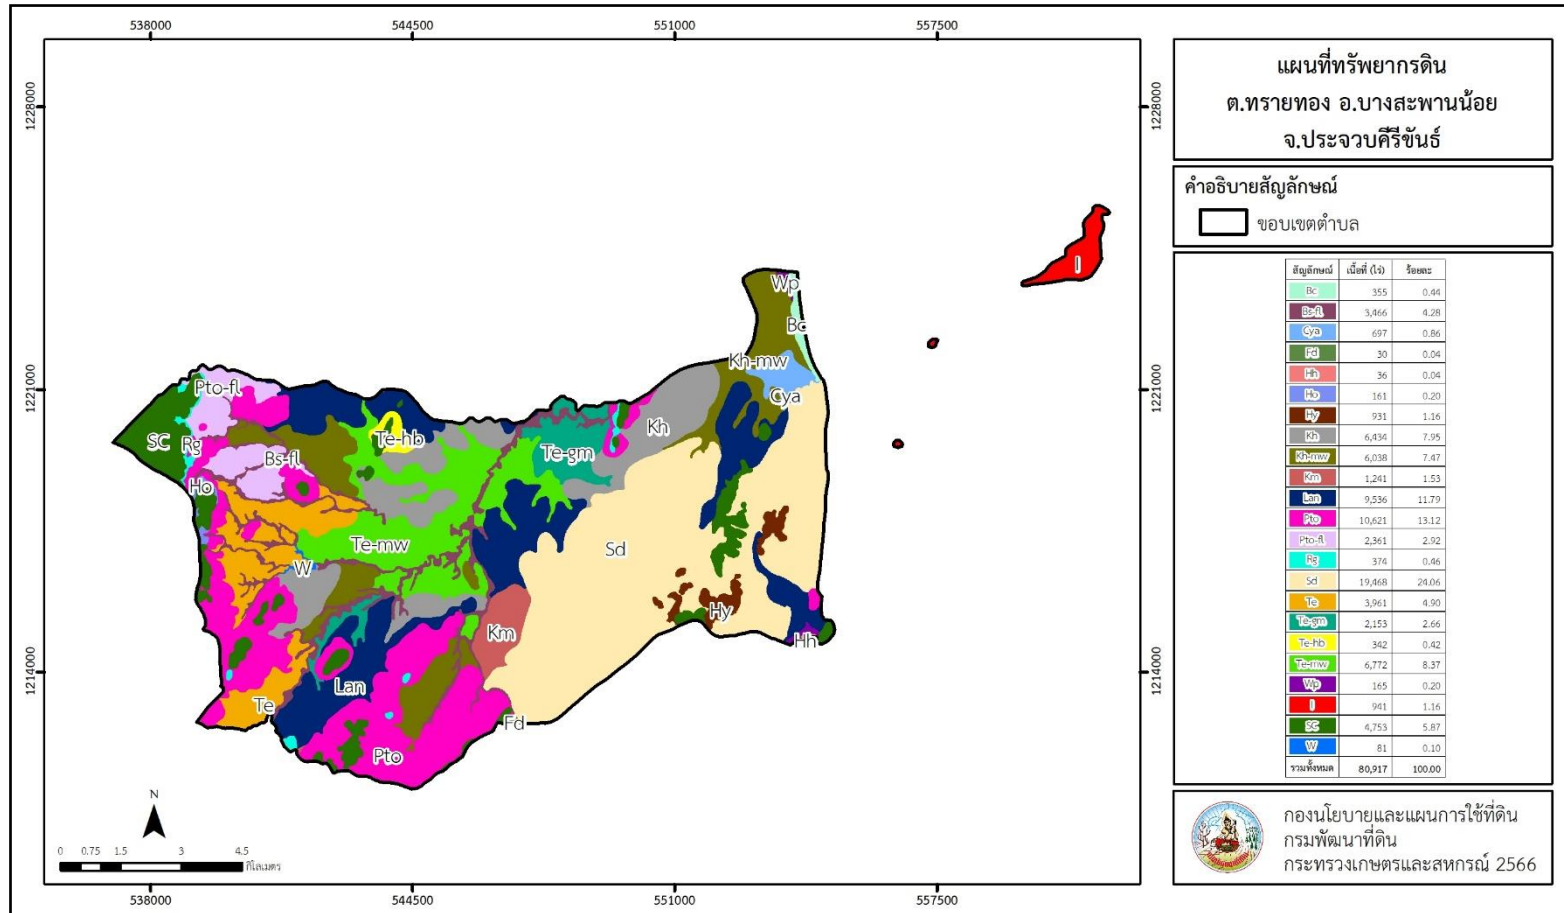 538000 544500 551000 557500
1228000 1228000
1221000 1221000
1214000 1214000
แผนที่ทรัพยากรดิน
ต.ทรายทอง อ.บางสะพานน้อย
จ.ประจวบคีรีขันธ์
คำอธิบายสัญลักษณ์
ขอบเขตตำบล
I
Wp
Bc
Kh-mw
Cya
Pto-fl
SC
Rg
Bs-fl
Te-hb
Te-gm
Kh
Ho
Te-mw
Sd
W
Hy
Km
Hh
Lan
Te
Fd
Pto
สัญลักษณ์ เนื้อที่ (ไร่) ร้อยละ
Bc 355 0.44
Bs-fl 3,466 4.28
Cya 697 0.86
Fd 30 0.04
Hh 36 0.04
Ho 161 0.20
Hy 931 1.16
Kh 6,434 7.95
Kh-mw 6,038 7.47
Km 1,241 1.53
Lan 9,536 11.79
Pto 10,621 13.12
Pto-fl 2,361 2.92
Rg 374 0.46
Sd 19,468 24.06
Te 3,961 4.90
Te-gm 2,153 2.66
Te-hb 342 0.42
Te-mw 6,772 8.37
Wp 165 0.20
I 941 1.16
SC 4,753 5.87
W 81 0.10
รวมทั้งหมด 80,917 100.00
N
0 0.75 1.5 3 4.5
กิโลเมตร
538000 544500 551000 557500
กองนโยบายและแผนการใช้ที่ดิน
กรมพัฒนาที่ดิน
กระทรวงเกษตรและสหกรณ์ 2566